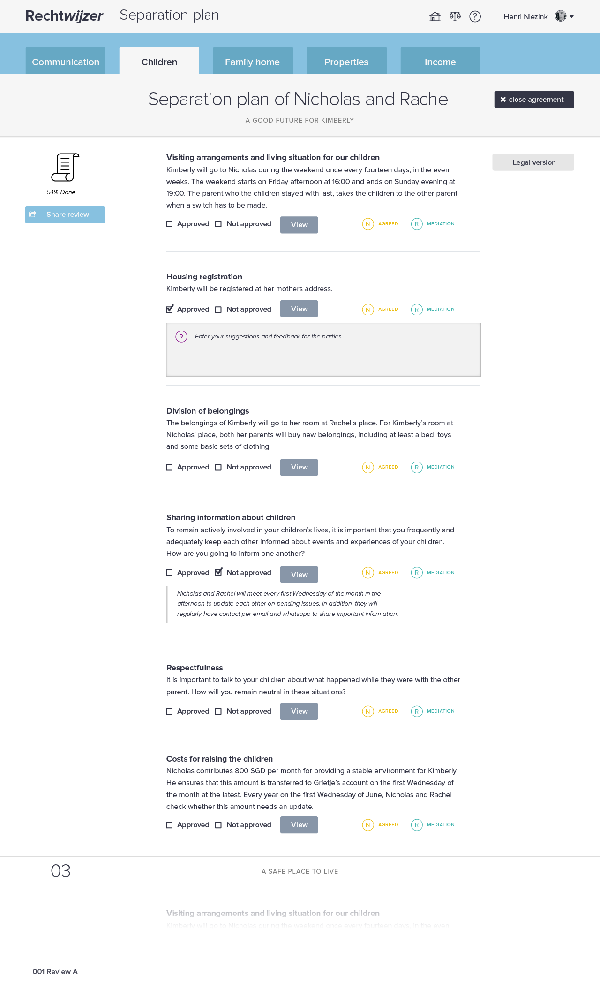 Rechtwijzer Separation plan Henri Niezink
Communication Children Family home Properties Income
Separation plan of Nicholas and Rachel
✖ close agreement
A GOOD FUTURE FOR KIMBERLY
54% Done
Share review
Legal version
Visiting arrangements and living situation for our children
Kimberly will go to Nicholas during the weekend once every fourteen days, in the even
weeks. The weekend starts on Friday afternoon at 16:00 and ends on Sunday evening at
19:00. The parent who the children stayed with last, takes the children to the other parent
when a switch has to be made.
Approved Not approved View N AGREED R MEDIATION
Housing registration
Kimberly will be registered at her mothers address.
Approved Not approved View N AGREED R MEDIATION
R Enter your suggestions and feedback for the parties...
Division of belongings
The belongings of Kimberly will go to her room at Rachel’s place. For Kimberly’s room at
Nicholas’ place, both her parents will buy new belongings, including at least a bed, toys
and some basic sets of clothing.
Approved Not approved View N AGREED R MEDIATION
Sharing information about children
To remain actively involved in your children’s lives, it is important that you frequently and
adequately keep each other informed about events and experiences of your children.
How are you going to inform one another?
Approved Not approved View N AGREED R MEDIATION
Nicholas and Rachel will meet every first Wednesday of the month in the
afternoon to update each other on pending issues. In addition, they will
regularly have contact per email and whatsapp to share important information.
Respectfulness
It is important to talk to your children about what happened while they were with the other
parent. How will you remain neutral in these situations?
Approved Not approved View N AGREED R MEDIATION
Costs for raising the children
Nicholas contributes 800 SGD per month for providing a stable environment for Kimberly.
He ensures that this amount is transferred to Grietje’s account on the first Wednesday of
the month at the latest. Every year on the first Wednesday of June, Nicholas and Rachel
check whether this amount needs an update.
Approved Not approved View N AGREED R MEDIATION
03 A SAFE PLACE TO LIVE
Visiting arrangements and living situation for our children
Kimberly will go to Nicholas during the weekend once every fourteen days, in the even
001 Review A